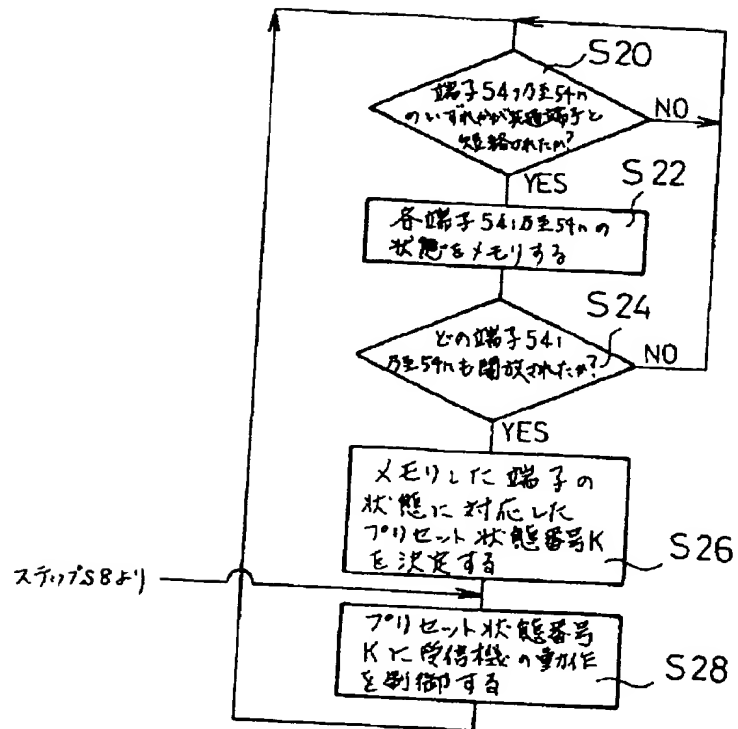 S20
端子54₁乃至54n
のいずれかが共通端子と
短絡されたか?
NO
YES
S22
各端子54₁乃至54nの
状態をメモリする
S24
どの端子54₁
乃至54nも開放されたか?
NO
YES
メモリした端子の
状態に対応した
プリセット状態番号K
を決定する
S26
ステップS8より
プリセット状態番号
Kに受信機の動作
を制御する
S28